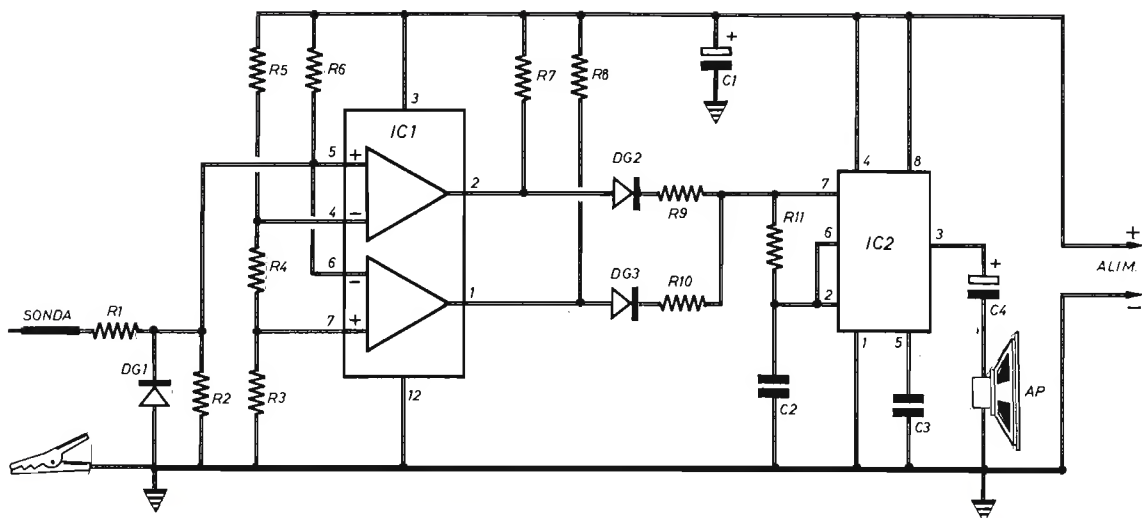 +
C1
R5
R6
R7
R8
3
IC1
5
+
4
−
6
−
7
+
2
1
12
DG2
R9
DG3
R10
R11
R4
4
8
7
6
2
IC2
3
1
5
+
C4
+
ALIM.
−
SONDA
R1
DG1
R2
R3
C2
C3
AP